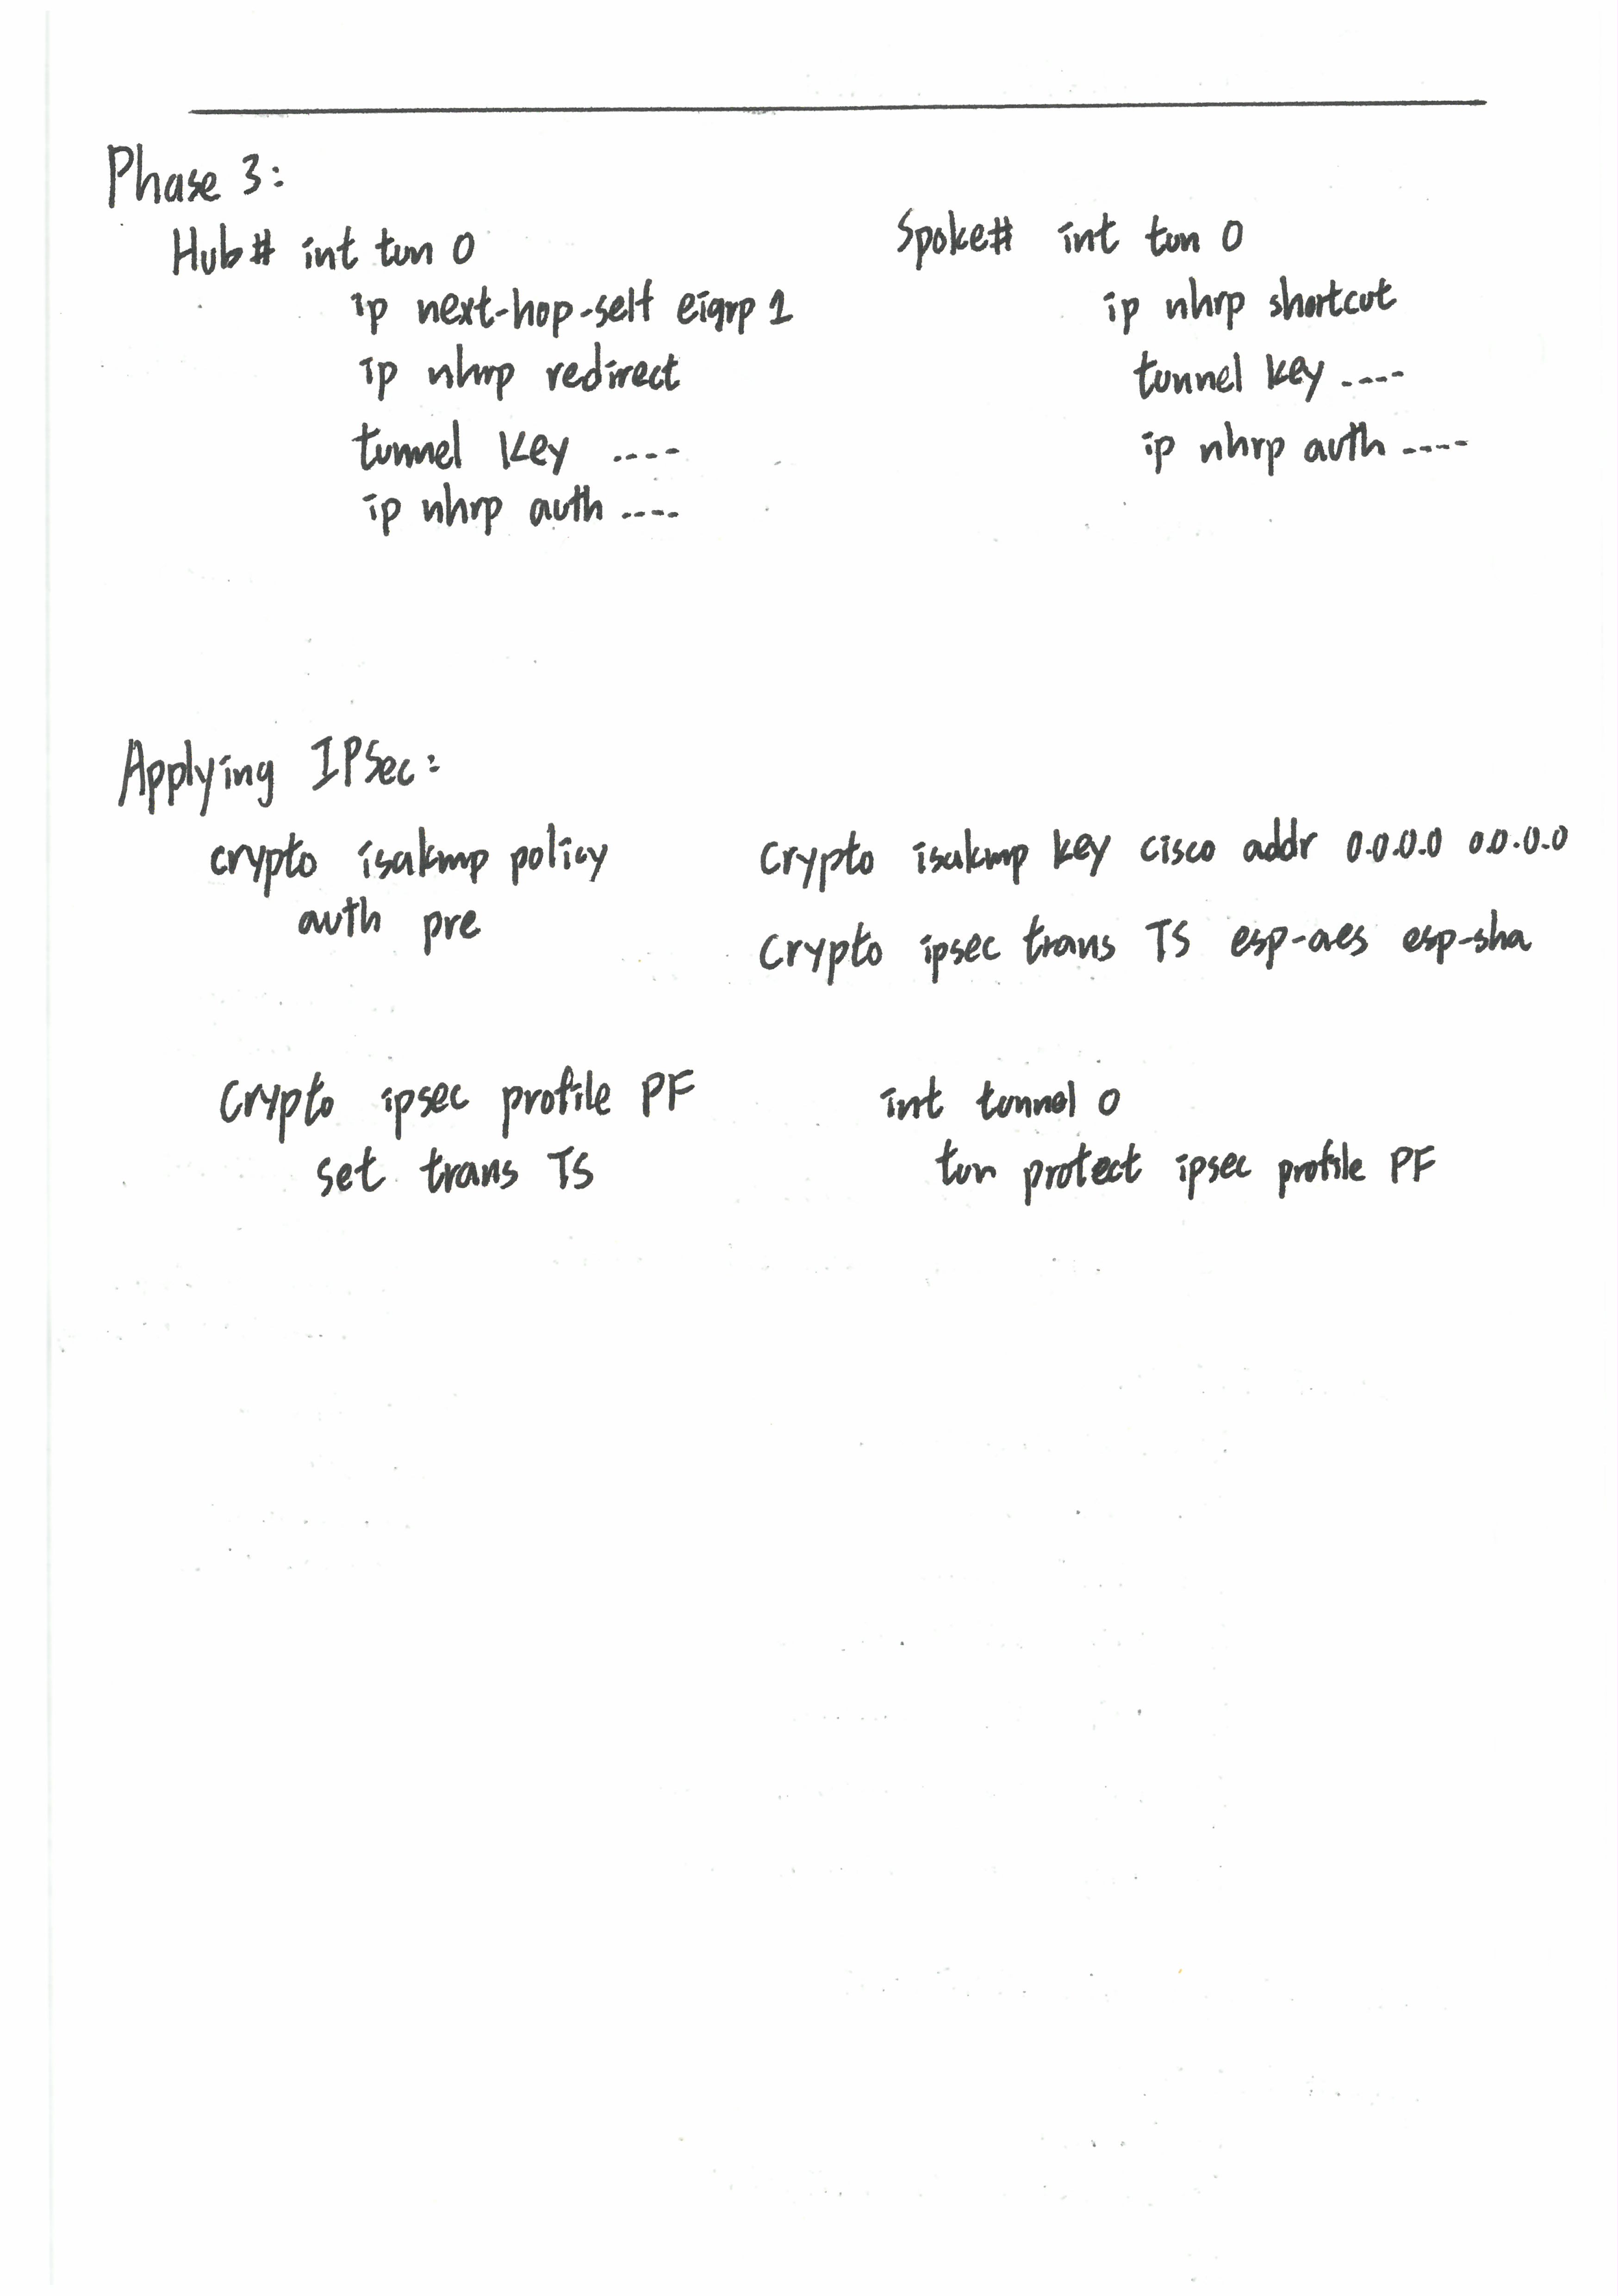 Phase 3:
Hub# int tun 0
ip next-hop-self eigrp 1
ip nhrp redirect
tunnel key ----
ip nhrp auth ----
Spoke# int tun 0
ip nhrp shortcut
tunnel key ----
ip nhrp auth ----
Applying IPSec:
crypto isakmp policy
auth pre
crypto isakmp key cisco addr 0.0.0.0 0.0.0.0
crypto ipsec trans TS esp-aes esp-sha
crypto ipsec profile PF
set trans TS
int tunnel 0
tun protect ipsec profile PF